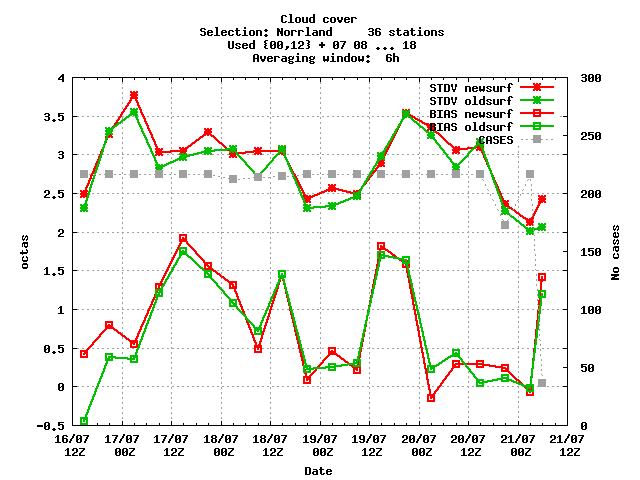 Cloud cover
Selection: Norrland 36 stations
Used {00,12} + 07 08 ... 18
Averaging window: 6h
STDV newsurf
STDV oldsurf
BIAS newsurf
BIAS oldsurf
CASES
4
3.5
3
2.5
2
1.5
1
0.5
0
-0.5
300
250
200
150
100
50
0
octas
No cases
16/07 17/07 17/07 18/07 18/07 19/07 19/07 20/07 20/07 21/07 21/07
12Z 00Z 12Z 00Z 12Z 00Z 12Z 00Z 12Z 00Z 12Z
Date